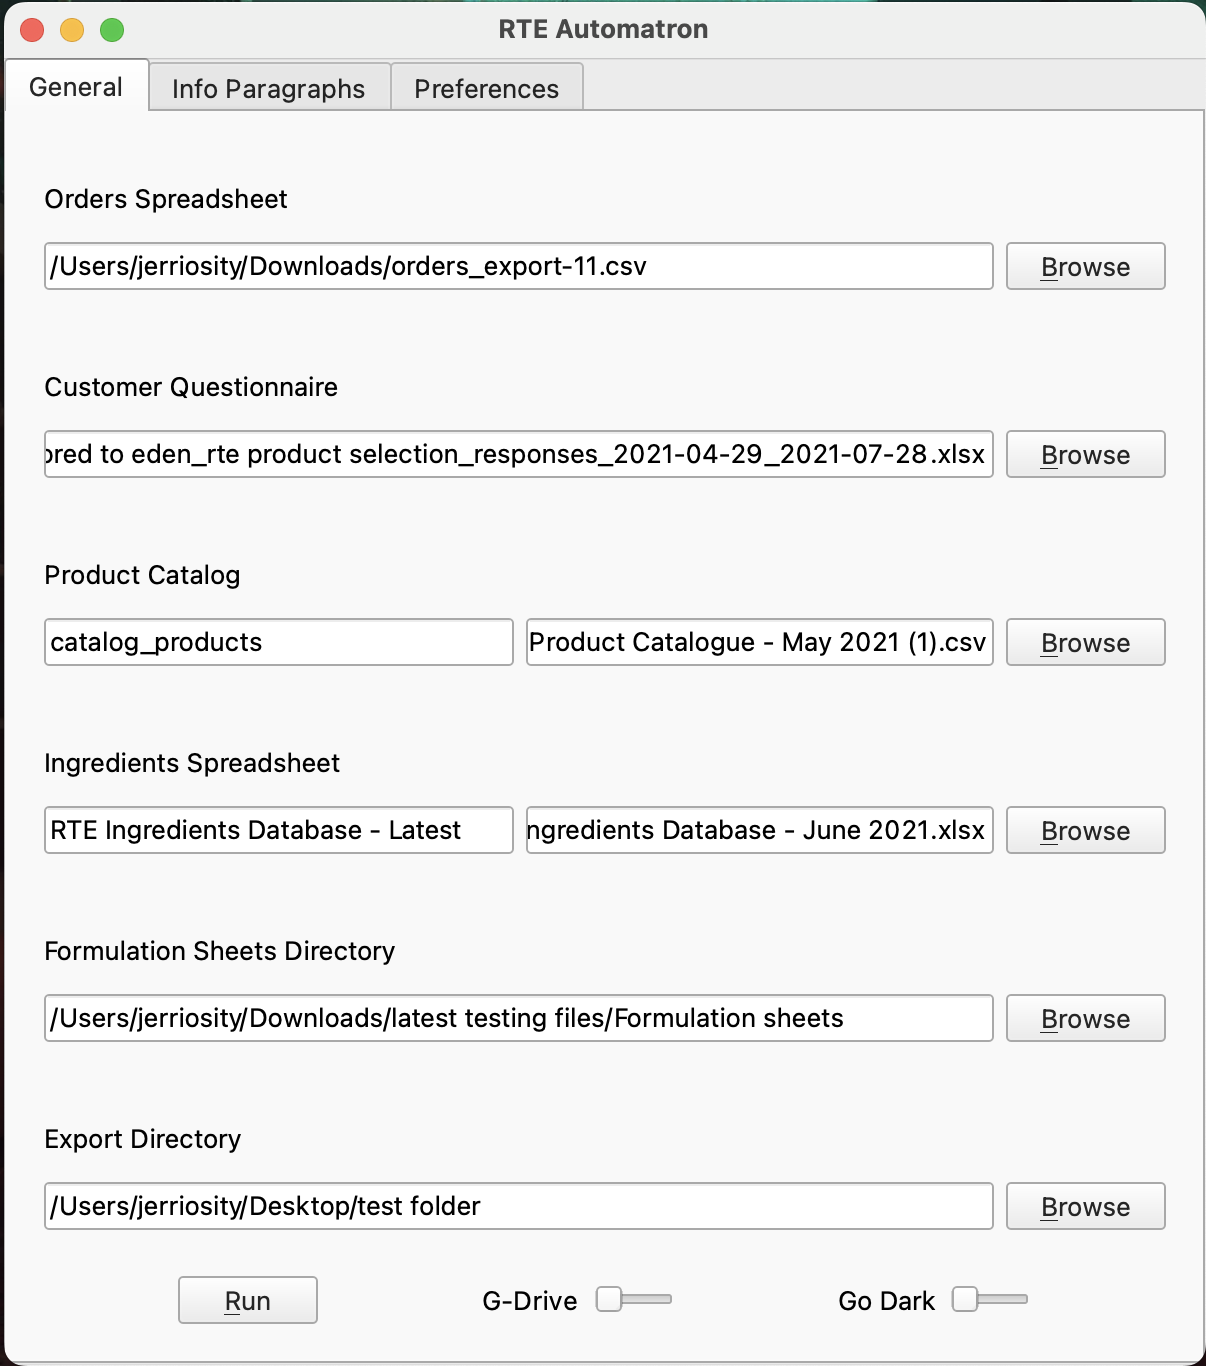 RTE Automatron
General Info Paragraphs Preferences
Orders Spreadsheet
/Users/jerriosity/Downloads/orders_export-11.csv Browse
Customer Questionnaire
to eden_rte product selection_responses_2021-04-29_2021-07-28.xlsx Browse
Product Catalog
catalog_products Product Catalogue - May 2021 (1).csv Browse
Ingredients Spreadsheet
RTE Ingredients Database - Latest ngredients Database - June 2021.xlsx Browse
Formulation Sheets Directory
/Users/jerriosity/Downloads/latest testing files/Formulation sheets Browse
Export Directory
/Users/jerriosity/Desktop/test folder Browse
Run G-Drive Go Dark